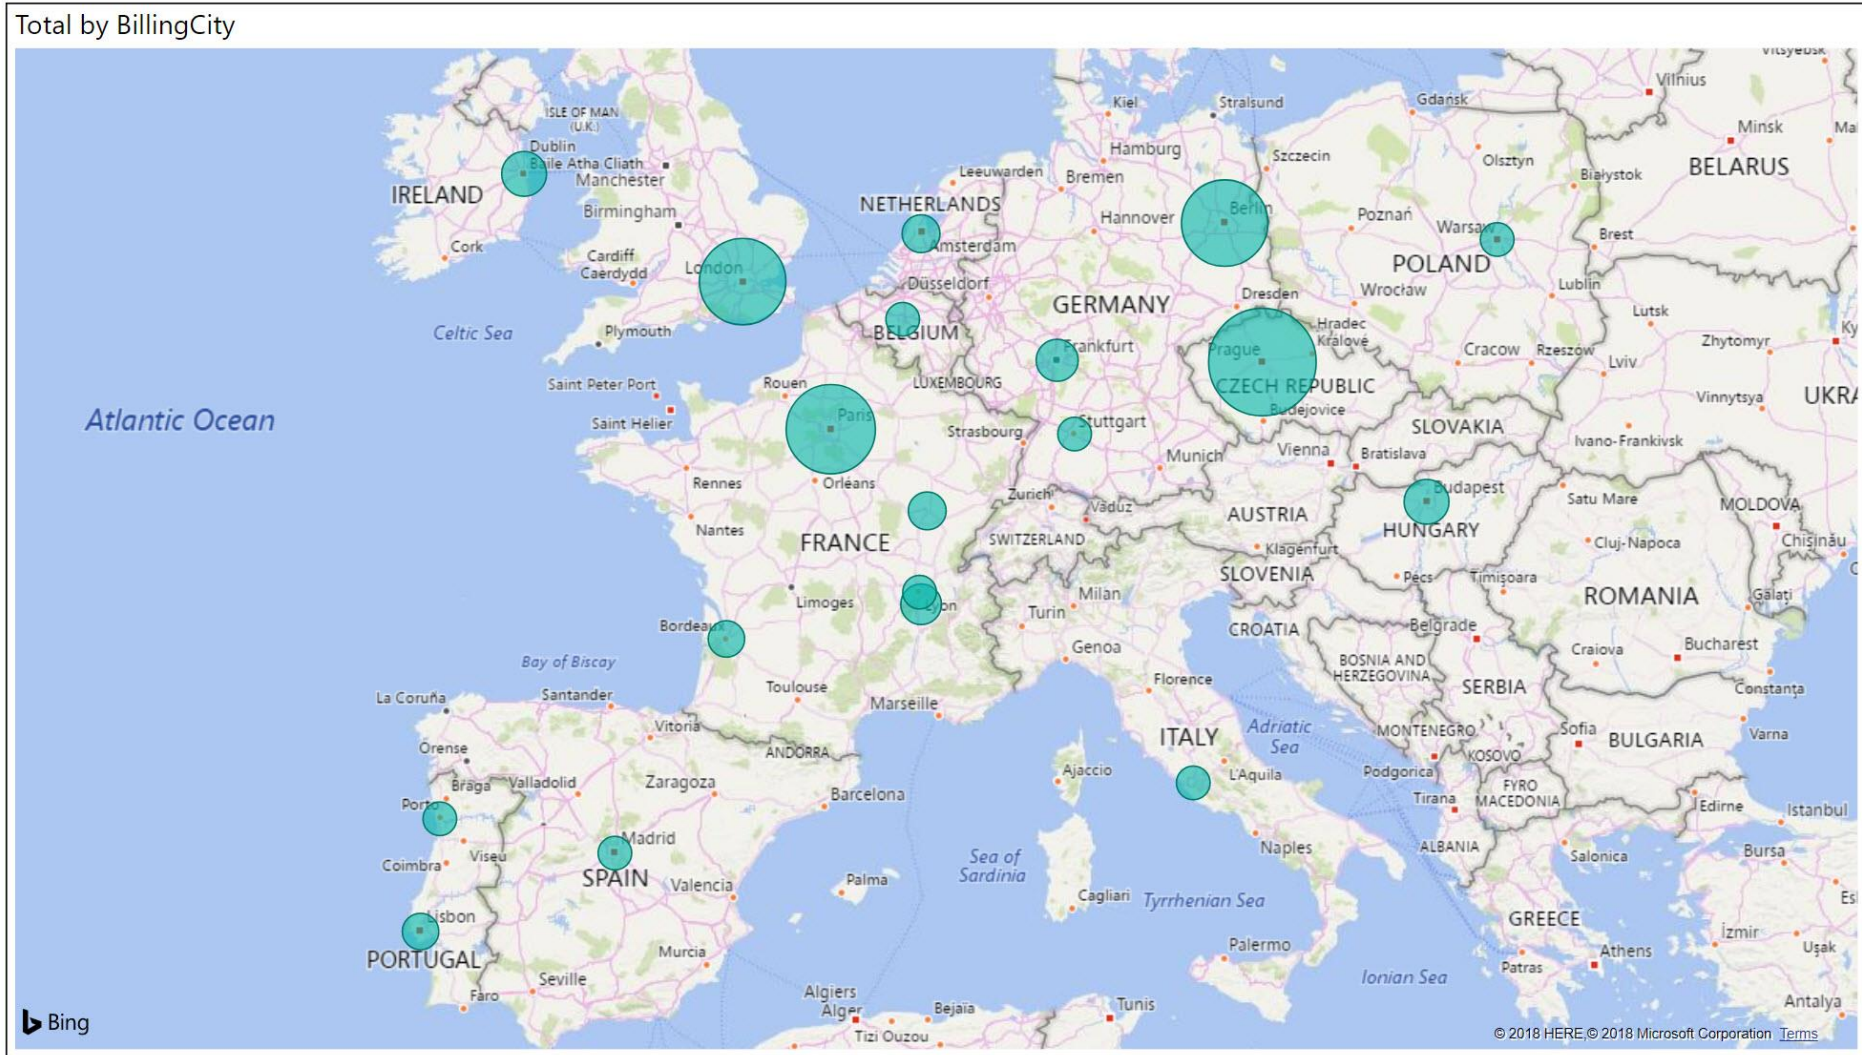 Total by BillingCity
Vilnius
Kiel
Stralsund
Gdańsk
ISLE OF MAN
(U.K.)
Minsk
Dublin
Baile Atha Cliath
Hamburg
Szczecin
Olsztyn
BELARUS
Manchester
Leeuwarden
Bremen
Białystok
IRELAND
NETHERLANDS
Birmingham
Hannover
Berlin
Poznań
Warsaw
Brest
Cork
Amsterdam
Cardiff
Caerdydd
London
POLAND
Düsseldorf
Dresden
Wrocław
Lublin
GERMANY
Lutsk
Celtic Sea
Plymouth
BELGIUM
Hradec
Králové
Frankfurt
Prague
Cracow
Rzeszów
Lviv
Zhytomyr
Saint Peter Port
Rouen
LUXEMBOURG
CZECH REPUBLIC
Vinnytsya
UKRA
Atlantic Ocean
Saint Helier
Paris
Budejovice
Strasbourg
Stuttgart
SLOVAKIA
Ivano-Frankivsk
Munich
Vienna
Bratislava
Rennes
Orléans
Zurich
Vaduz
Budapest
Satu Mare
MOLDOVA
AUSTRIA
Nantes
FRANCE
SWITZERLAND
HUNGARY
Cluj-Napoca
Chișinău
Klagenfurt
SLOVENIA
Pécs
Timișoara
Limoges
Lyon
Milan
Turin
ROMANIA
Galați
Bordeaux
CROATIA
Belgrade
Genoa
Craiova
Bucharest
Bay of Biscay
BOSNIA AND
HERZEGOVINA
La Coruña
Santander
Toulouse
Marseille
Florence
SERBIA
Constanța
Vitoria
Adriatic
Sea
MONTENEGRO
Sofia
BULGARIA
Varna
Orense
ANDORRA
ITALY
KOSOVO
Braga
Valladolid
Zaragoza
Ajaccio
L'Aquila
Podgorica
FYRO
MACEDONIA
Porto
Barcelona
Tirana
Edirne
Istanbul
Madrid
Naples
ALBANIA
Coimbra
Viseu
SPAIN
Valencia
Palma
Sea of
Sardinia
Salonica
Bursa
Cagliari
Tyrrhenian Sea
Lisbon
GREECE
İzmir
PORTUGAL
Murcia
Palermo
Athens
Uşak
Seville
Patras
Ionian Sea
Faro
Algiers
Alger
Bejaïa
Tunis
Antalya
Tizi Ouzou
Bing
© 2018 HERE,© 2018 Microsoft Corporation Terms